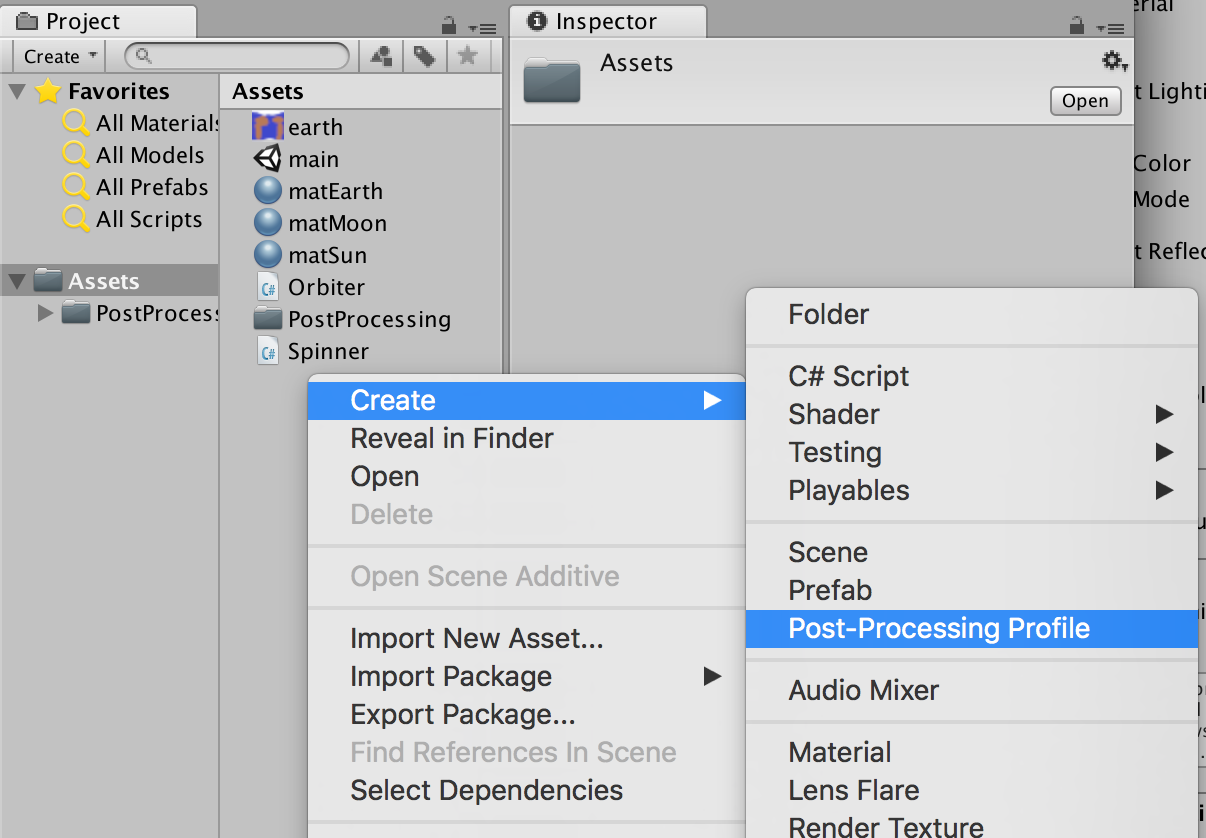 Project
Create
Favorites
All Materials
All Models
All Prefabs
All Scripts
Assets
PostProcess
Assets
earth
main
matEarth
matMoon
matSun
Orbiter
PostProcessing
Spinner
Inspector
Assets
Open
t Lighti
Color
Mode
t Reflec
Create
Reveal in Finder
Open
Delete
Open Scene Additive
Import New Asset...
Import Package
Export Package...
Find References In Scene
Select Dependencies
Folder
C# Script
Shader
Testing
Playables
Scene
Prefab
Post-Processing Profile
Audio Mixer
Material
Lens Flare
Render Texture